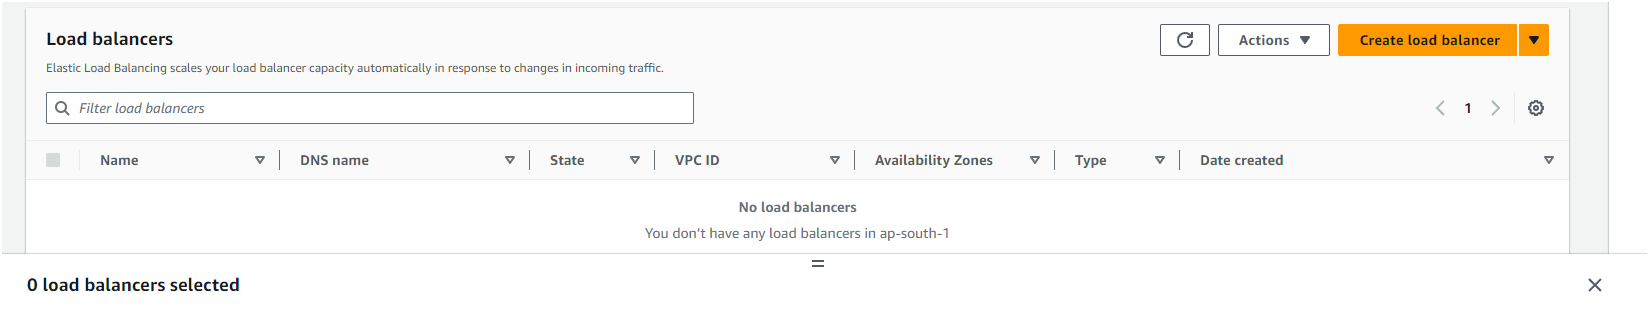 Load balancers
Actions
Create load balancer
Elastic Load Balancing scales your load balancer capacity automatically in response to changes in incoming traffic.
Filter load balancers
1
Name DNS name State VPC ID Availability Zones Type Date created
No load balancers
You don’t have any load balancers in ap-south-1
0 load balancers selected